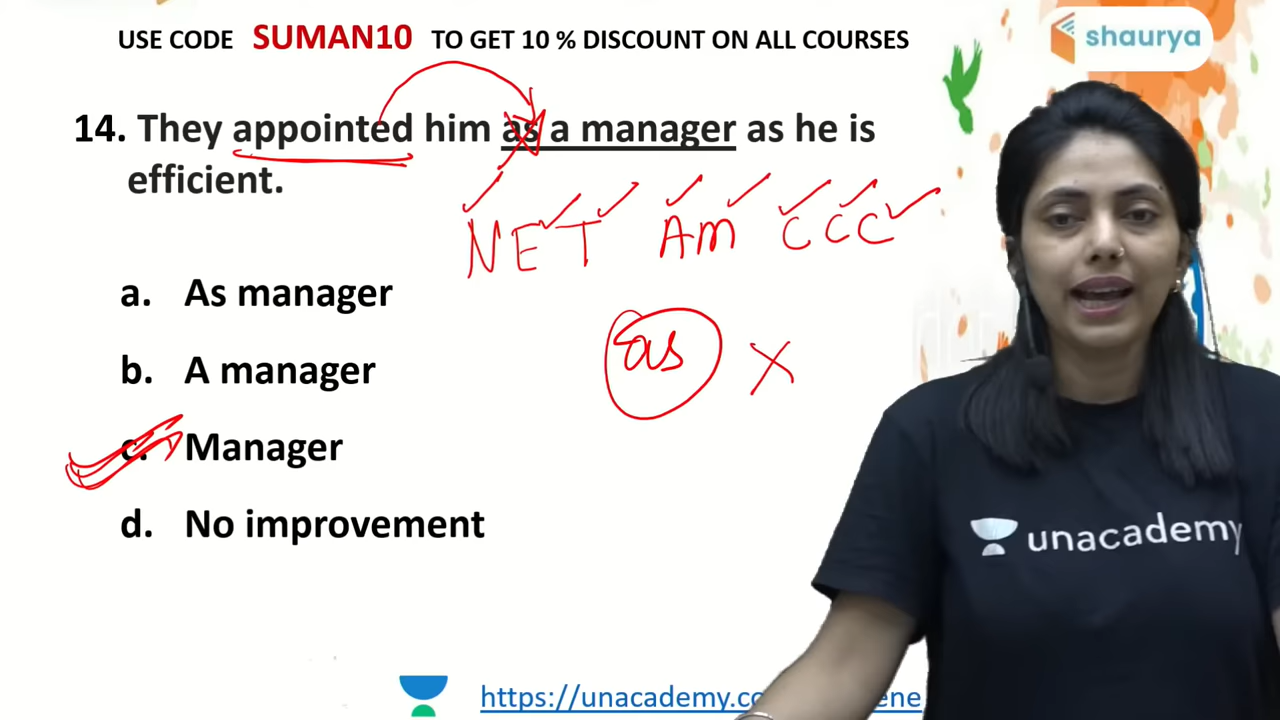 USE CODE SUMAN10 TO GET 10 % DISCOUNT ON ALL COURSES
shaurya
14. They appointed him as a manager as he is
efficient.
NET AM CCC
a. As manager
as X
b. A manager
c. Manager
d. No improvement
unacademy
https://unacademy.co